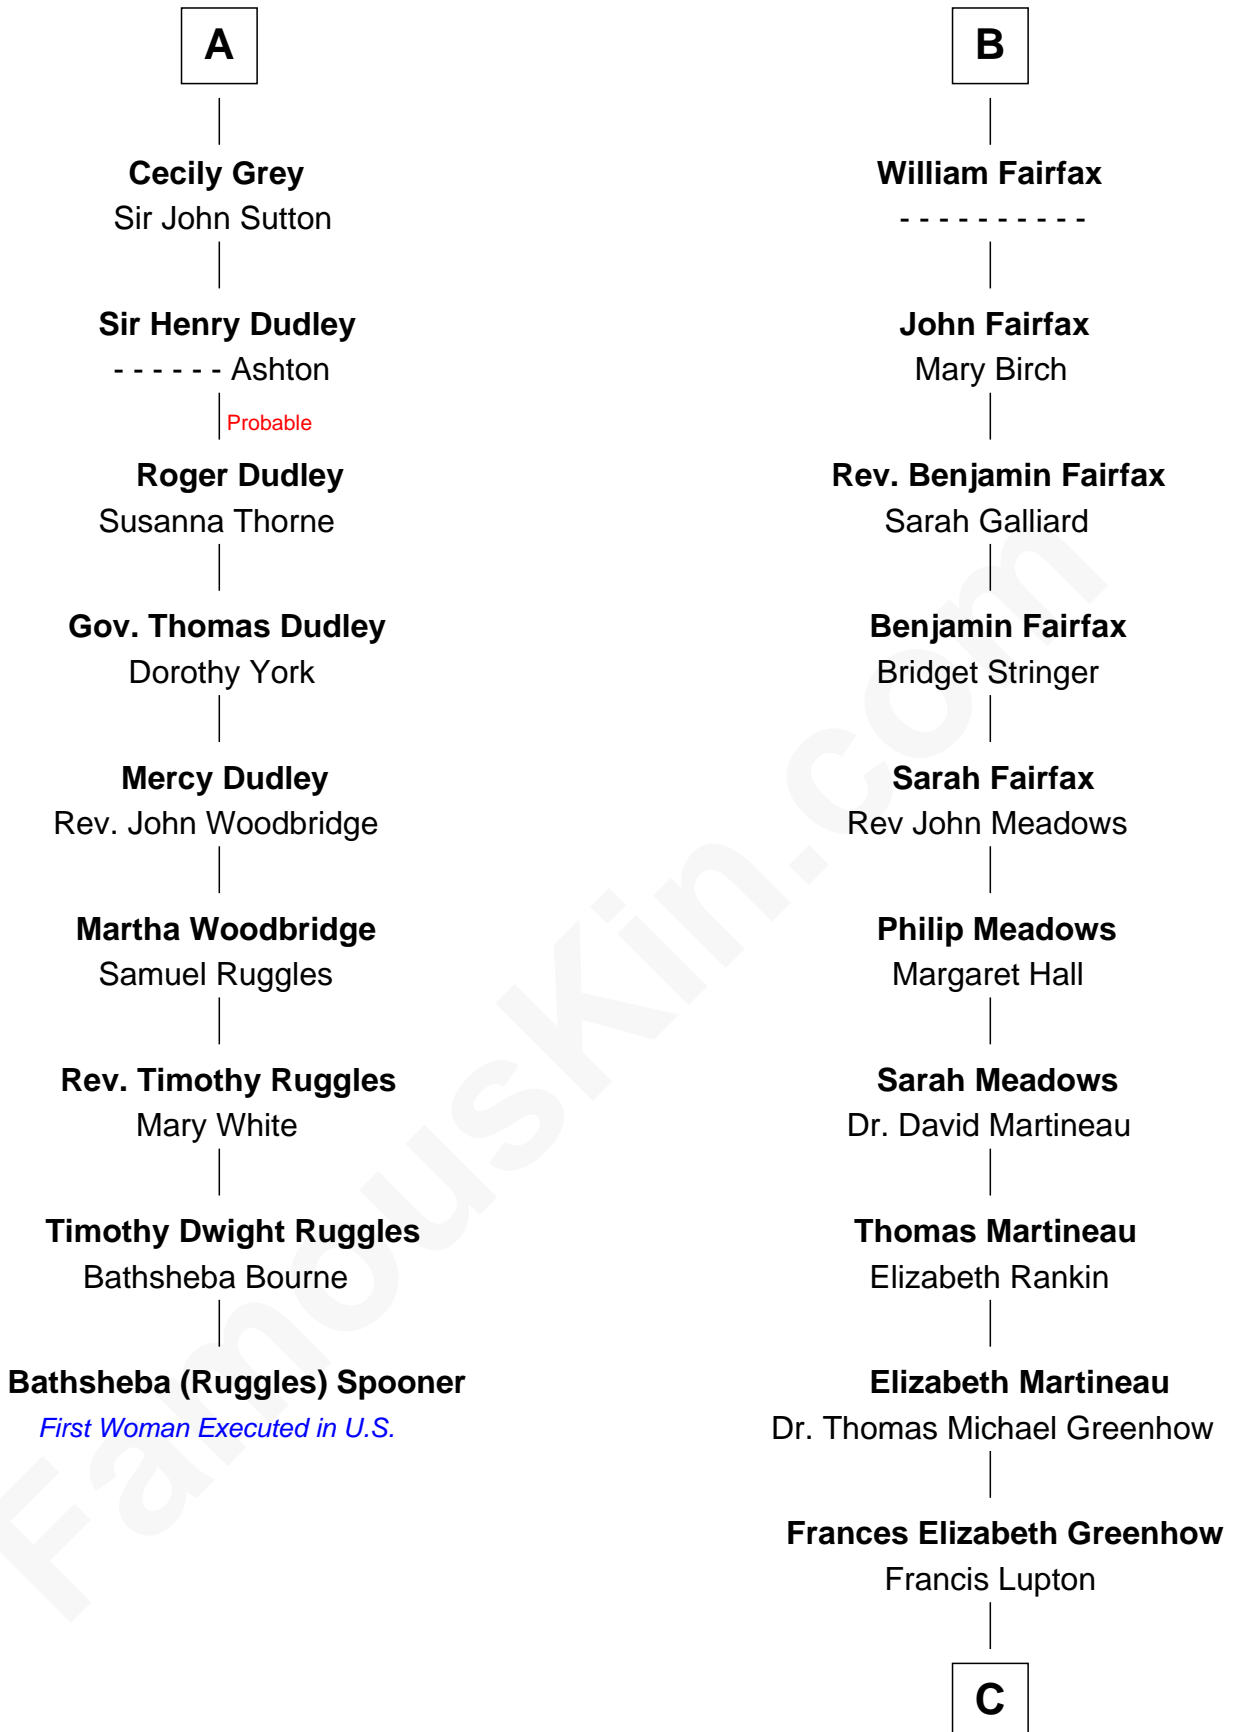 A
Cecily Grey
Sir John Sutton
Sir Henry Dudley
- - - - - - Ashton
Probable
Roger Dudley
Susanna Thorne
Gov. Thomas Dudley
Dorothy York
Mercy Dudley
Rev. John Woodbridge
Martha Woodbridge
Samuel Ruggles
Rev. Timothy Ruggles
Mary White
Timothy Dwight Ruggles
Bathsheba Bourne
Bathsheba (Ruggles) Spooner
First Woman Executed in U.S.
B
William Fairfax
- - - - - - - - - -
John Fairfax
Mary Birch
Rev. Benjamin Fairfax
Sarah Galliard
Benjamin Fairfax
Bridget Stringer
Sarah Fairfax
Rev John Meadows
Philip Meadows
Margaret Hall
Sarah Meadows
Dr. David Martineau
Thomas Martineau
Elizabeth Rankin
Elizabeth Martineau
Dr. Thomas Michael Greenhow
Frances Elizabeth Greenhow
Francis Lupton
C
FamousKin.com